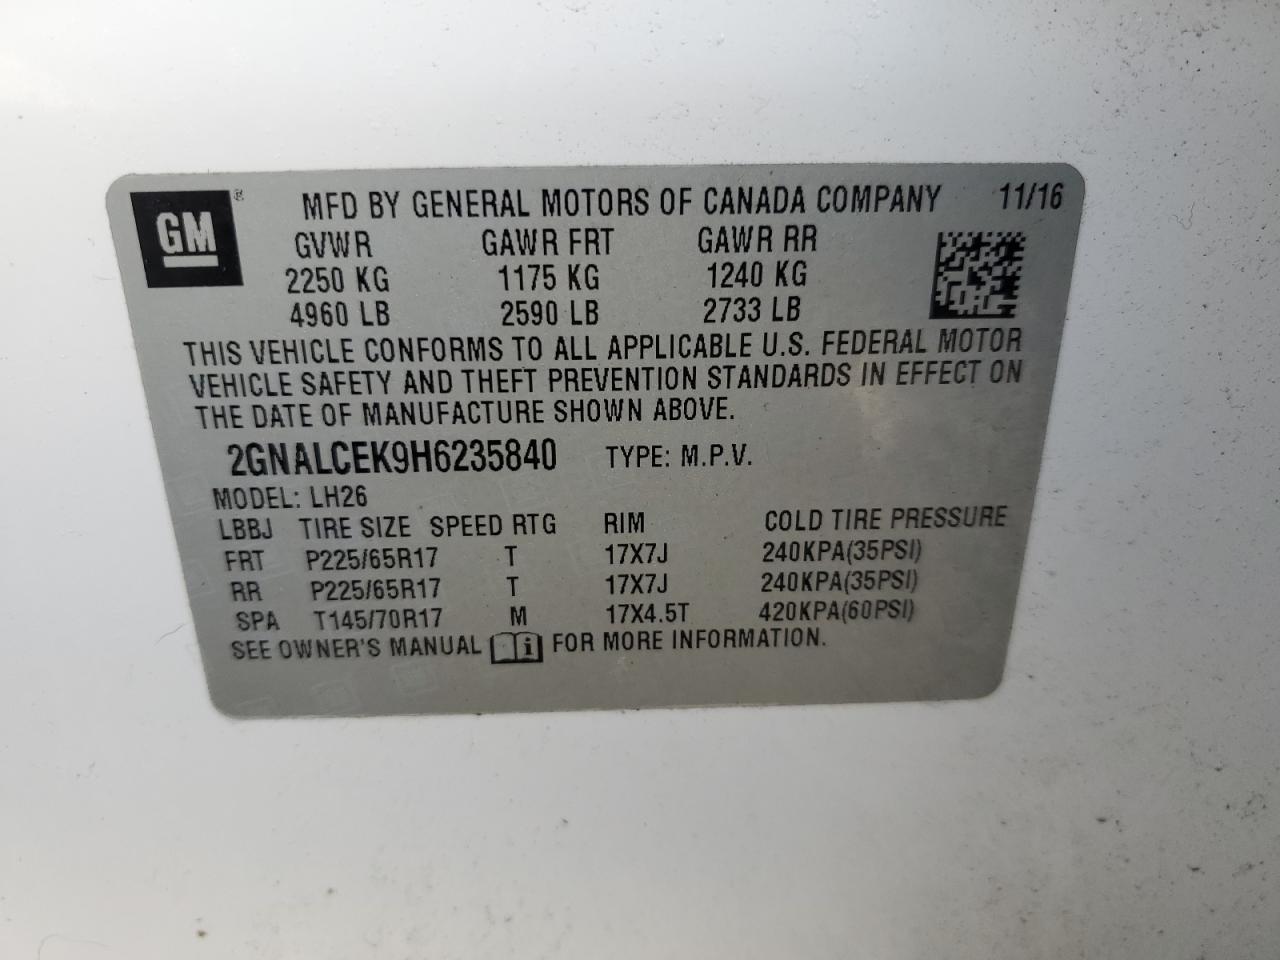 GM ® MFD BY GENERAL MOTORS OF CANADA COMPANY 11/16
GVWR GAWR FRT GAWR RR
2250 KG 1175 KG 1240 KG
4960 LB 2590 LB 2733 LB
THIS VEHICLE CONFORMS TO ALL APPLICABLE U.S. FEDERAL MOTOR
VEHICLE SAFETY AND THEFT PREVENTION STANDARDS IN EFFECT ON
THE DATE OF MANUFACTURE SHOWN ABOVE.
2GNALCEK9H6235840 TYPE: M.P.V.
MODEL: LH26
LBBJ TIRE SIZE SPEED RTG RIM COLD TIRE PRESSURE
FRT P225/65R17 T 17X7J 240KPA(35PSI)
RR P225/65R17 T 17X7J 240KPA(35PSI)
SPA T145/70R17 M 17X4.5T 420KPA(60PSI)
SEE OWNER'S MANUAL i FOR MORE INFORMATION.